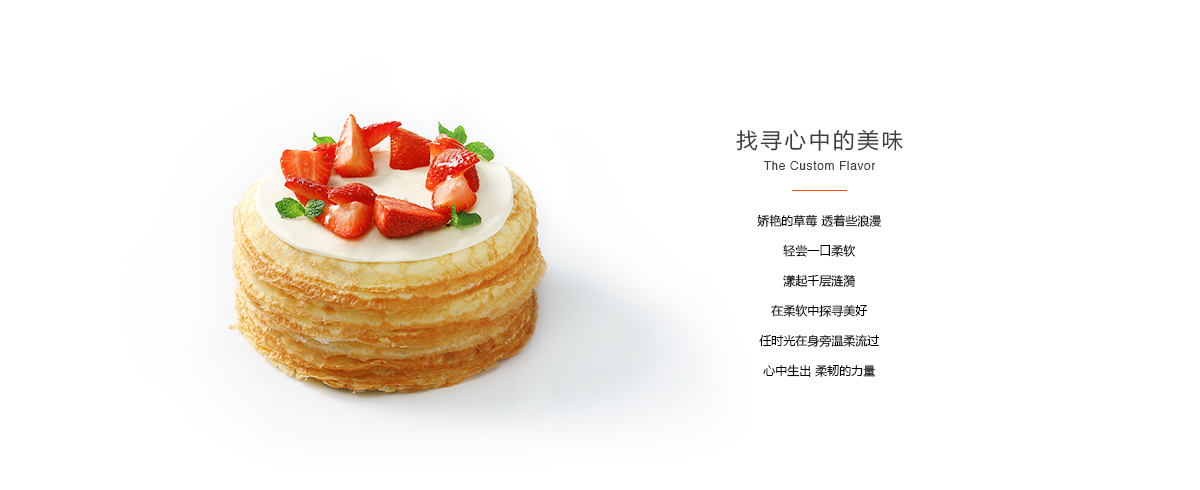 找寻心中的美味
The Custom Flavor
娇艳的草莓 透着些浪漫
轻尝一口柔软
漾起千层涟漪
在柔软中探寻美好
任时光在身旁温柔流过
心中生出 柔韧的力量